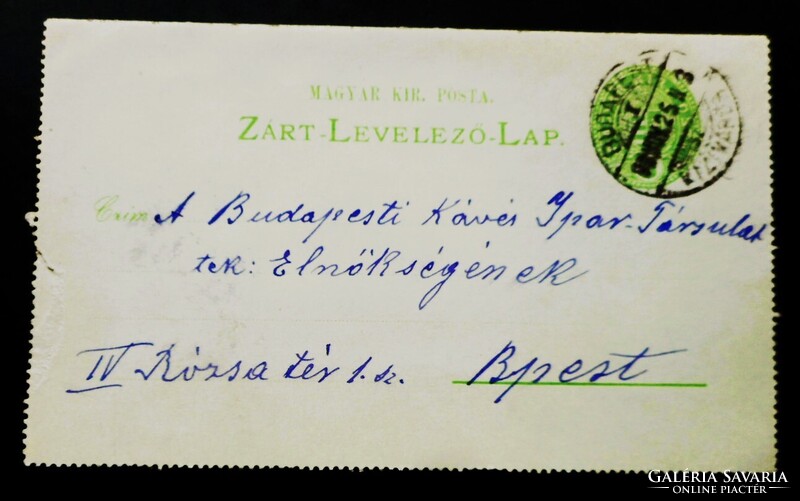 MAGYAR KIR. POSTA.
ZÁRT-LEVELEZŐ-LAP.
BUDAPEST
Czim A Budapesti Kávés Ipar-Társulat
tek: Elnökségének
IV Rózsa tér 1. sz. Bpest
GALÉRIA SAVARIA
ONLINE PIACTÉR